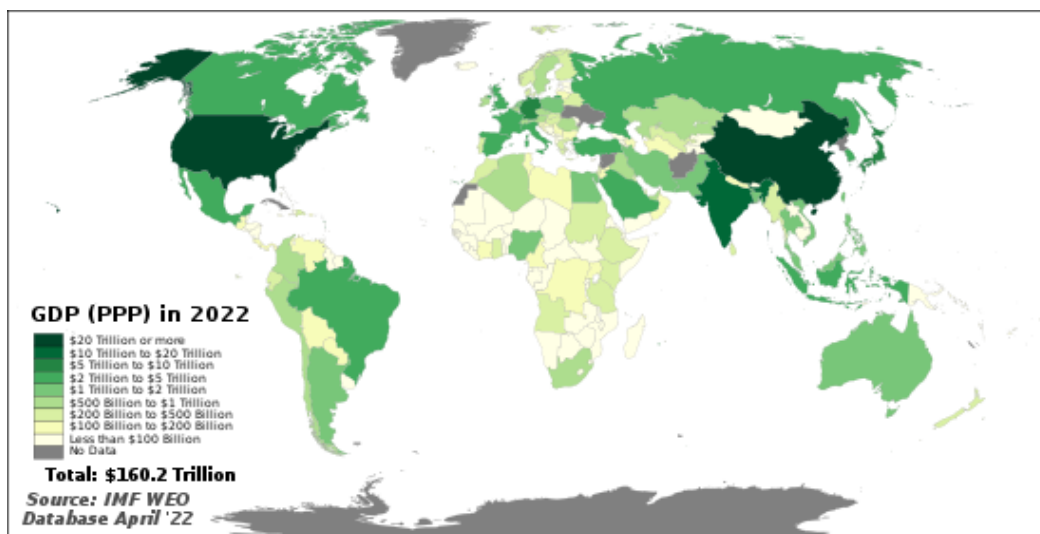 GDP (PPP) in 2022
$20 Trillion or more
$10 Trillion to $20 Trillion
$5 Trillion to $10 Trillion
$2 Trillion to $5 Trillion
$1 Trillion to $2 Trillion
$500 Billion to $1 Trillion
$200 Billion to $500 Billion
$100 Billion to $200 Billion
Less than $100 Billion
No Data
Total: $160.2 Trillion
Source: IMF WEO
Database April '22